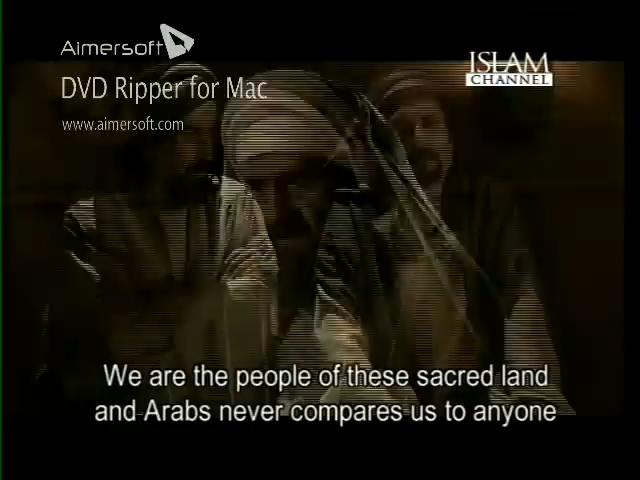 Aimersoft
DVD Ripper for Mac
www.aimersoft.com
ISLAM
CHANNEL
We are the people of these sacred land
and Arabs never compares us to anyone